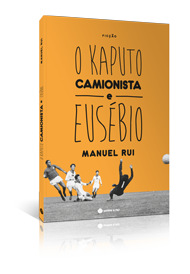 FICÇÃO
O KAPUTO
CAMIONISTA
e
EUSÉBIO
MANUEL RUI